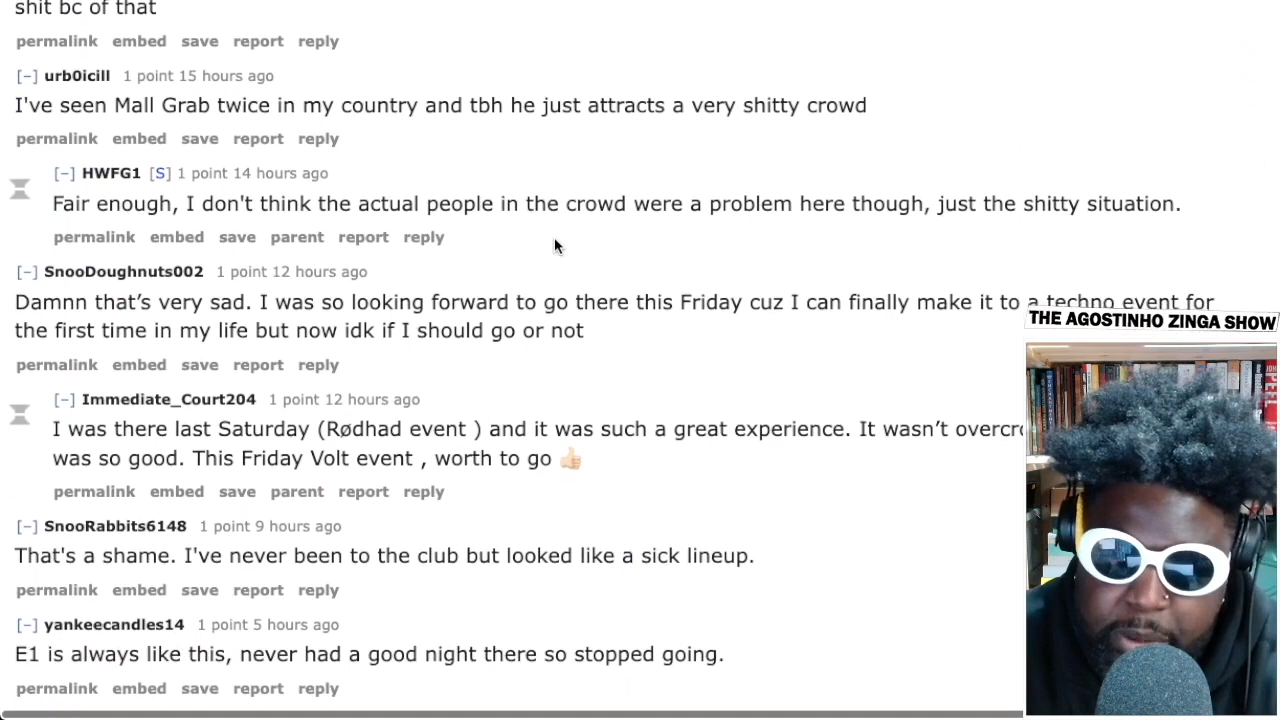 shit bc of that
permalink embed save report reply
[–] urb0icill 1 point 15 hours ago
I've seen Mall Grab twice in my country and tbh he just attracts a very shitty crowd
permalink embed save report reply
[–] HWFG1 [S] 1 point 14 hours ago
Fair enough, I don't think the actual people in the crowd were a problem here though, just the shitty situation.
permalink embed save parent report reply
[–] SnooDoughnuts002 1 point 12 hours ago
Damnn that’s very sad. I was so looking forward to go there this Friday cuz I can finally make it to a techno event for
the first time in my life but now idk if I should go or not
permalink embed save report reply
THE AGOSTINHO ZINGA SHOW
[–] Immediate_Court204 1 point 12 hours ago
I was there last Saturday (Rødhad event ) and it was such a great experience. It wasn’t
was so good. This Friday Volt event , worth to go 👍🏻
permalink embed save parent report reply
[–] SnooRabbits6148 1 point 9 hours ago
That's a shame. I've never been to the club but looked like a sick lineup.
permalink embed save report reply
[–] yankeecandles14 1 point 5 hours ago
E1 is always like this, never had a good night there so stopped going.
permalink embed save report reply